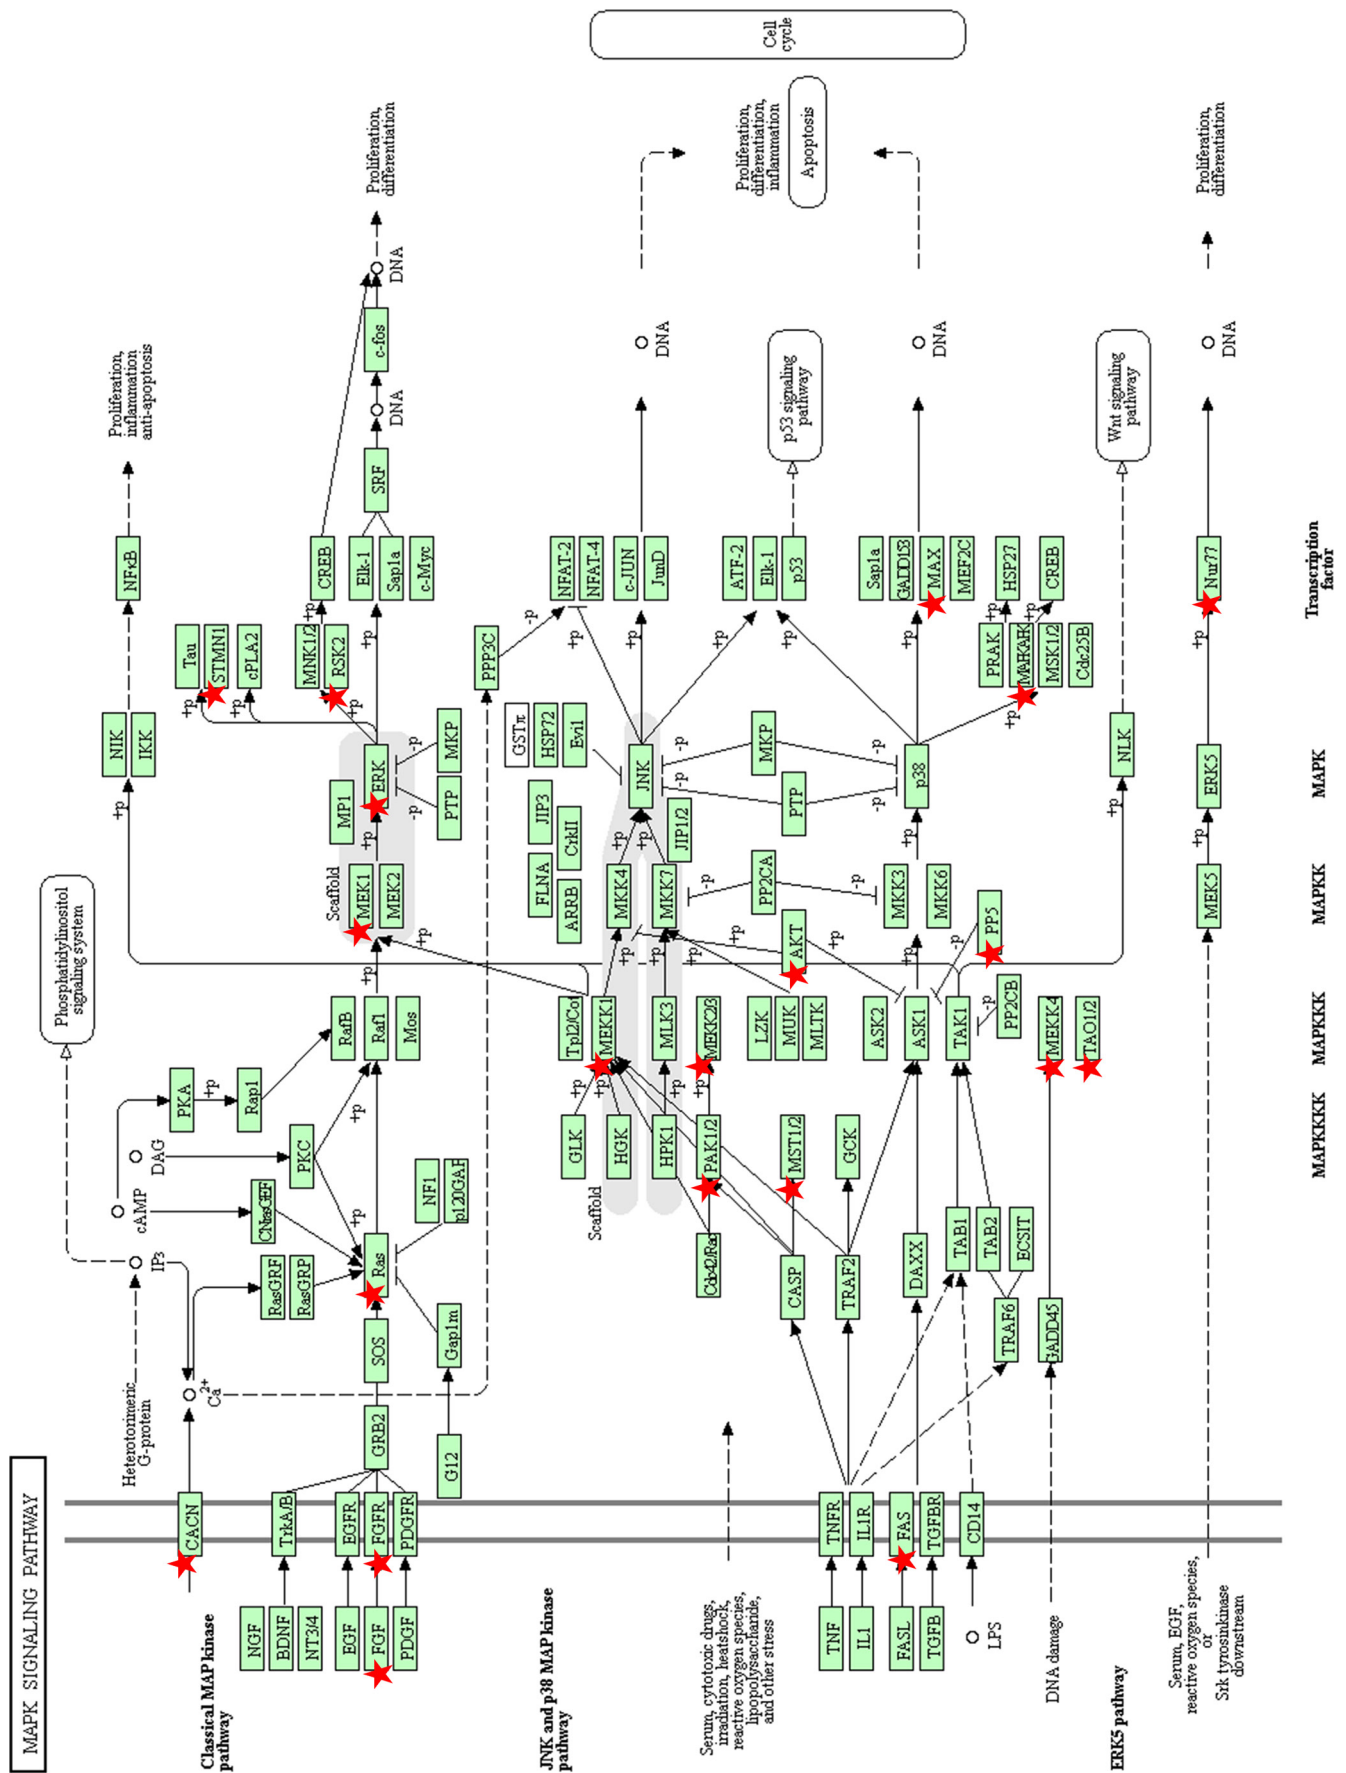 MAPK SIGNALING PATHWAY
Classical MAP kinase
pathway
Heterotorimeric
G-protein
Phosphatidylinositol
signaling system
IP3
cAMP
DAG
CACN
Ca2+
PKA
+p
Rap1
CNrasGEF
RasGRF
RasGRP
PKC
+p
+p
NGF
BDNF
NT3/4
TrkA/B
EGF
EGFR
FGF
FGFR
PDGF
PDGFR
GRB2
SOS
Ras
G12
Gap1m
NF1
p120GAP
RafB
Raf1
Mos
+p
+p
Scaffold
MEK1
MEK2
+p
MP1
ERK
PTP
MKP
-p
-p
+p
NIK
IKK
NFκB
Proliferation,
inflammation
anti-apoptosis
+p
+p
Tau
STMN1
cPLA2
+p
MNK1/2
RSK2
+p
CREB
+p
Elk-1
Sap1a
c-Myc
SRF
DNA
c-fos
DNA
Proliferation,
differentiation
JNK and p38 MAP kinase
pathway
Serum, cytotoxic drugs,
irradiation, heatshock,
reactive oxygen species,
lipopolysaccharide,
and other stress
Scaffold
GLK
HGK
HPK1
+p
+p
+p
Tpl2/Cot
MEKK1
MLK3
MEKK2/3
Cdc42/Rac
PAK1/2
CASP
MST1/2
TRAF2
GCK
LZK
MUK
MLTK
+p
+p
+p
+p
FLNA
JIP3
ARRB
CrkII
MKK4
MKK7
JIP1/2
+p
+p
GSTπ
HSP72
Evi1
JNK
PPP3C
-p
+p
NFAT-2
NFAT-4
+p
c-JUN
JunD
DNA
Proliferation,
differentiation,
inflammation
Apoptosis
Cell
cycle
AKT
PP2CA
-p
-p
PTP
MKP
-p
-p
-p
-p
+p
+p
ATF-2
Elk-1
p53
p53 signaling
pathway
TNF
TNFR
IL1
IL1R
FASL
FAS
TGFB
TGFBR
LPS
CD14
DAXX
ASK2
ASK1
+p
MKK3
MKK6
+p
p38
+p
Sap1a
GADD153
MAX
MEF2C
DNA
TAB1
TAB2
ECSIT
TRAF6
TAK1
PP2CB
-p
-p
PP5
+p
PRAK
MAPKAPK
MSK1/2
Cdc25B
+p
+p
HSP27
CREB
DNA damage
GADD45
MEKK4
TAO1/2
+p
NLK
Wnt signaling
pathway
ERK5 pathway
Serum, EGF,
reactive oxygen species,
or
Srk tyrosinkinase
downstream
MEK5
+p
ERK5
+p
Nur77
DNA
Proliferation,
differentiation
MAPKKKK
MAPKKK
MAPKK
MAPK
Transcription
factor